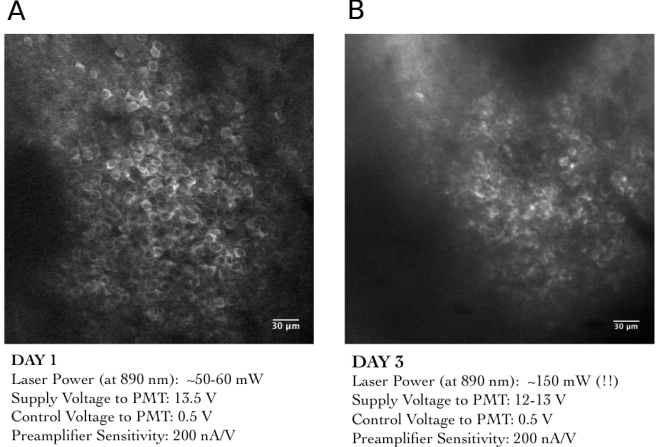 A
B
30 µm
30 µm
DAY 1
Laser Power (at 890 nm): ~50-60 mW
Supply Voltage to PMT: 13.5 V
Control Voltage to PMT: 0.5 V
Preamplifier Sensitivity: 200 nA/V
DAY 3
Laser Power (at 890 nm): ~150 mW (!!)
Supply Voltage to PMT: 12-13 V
Control Voltage to PMT: 0.5 V
Preamplifier Sensitivity: 200 nA/V